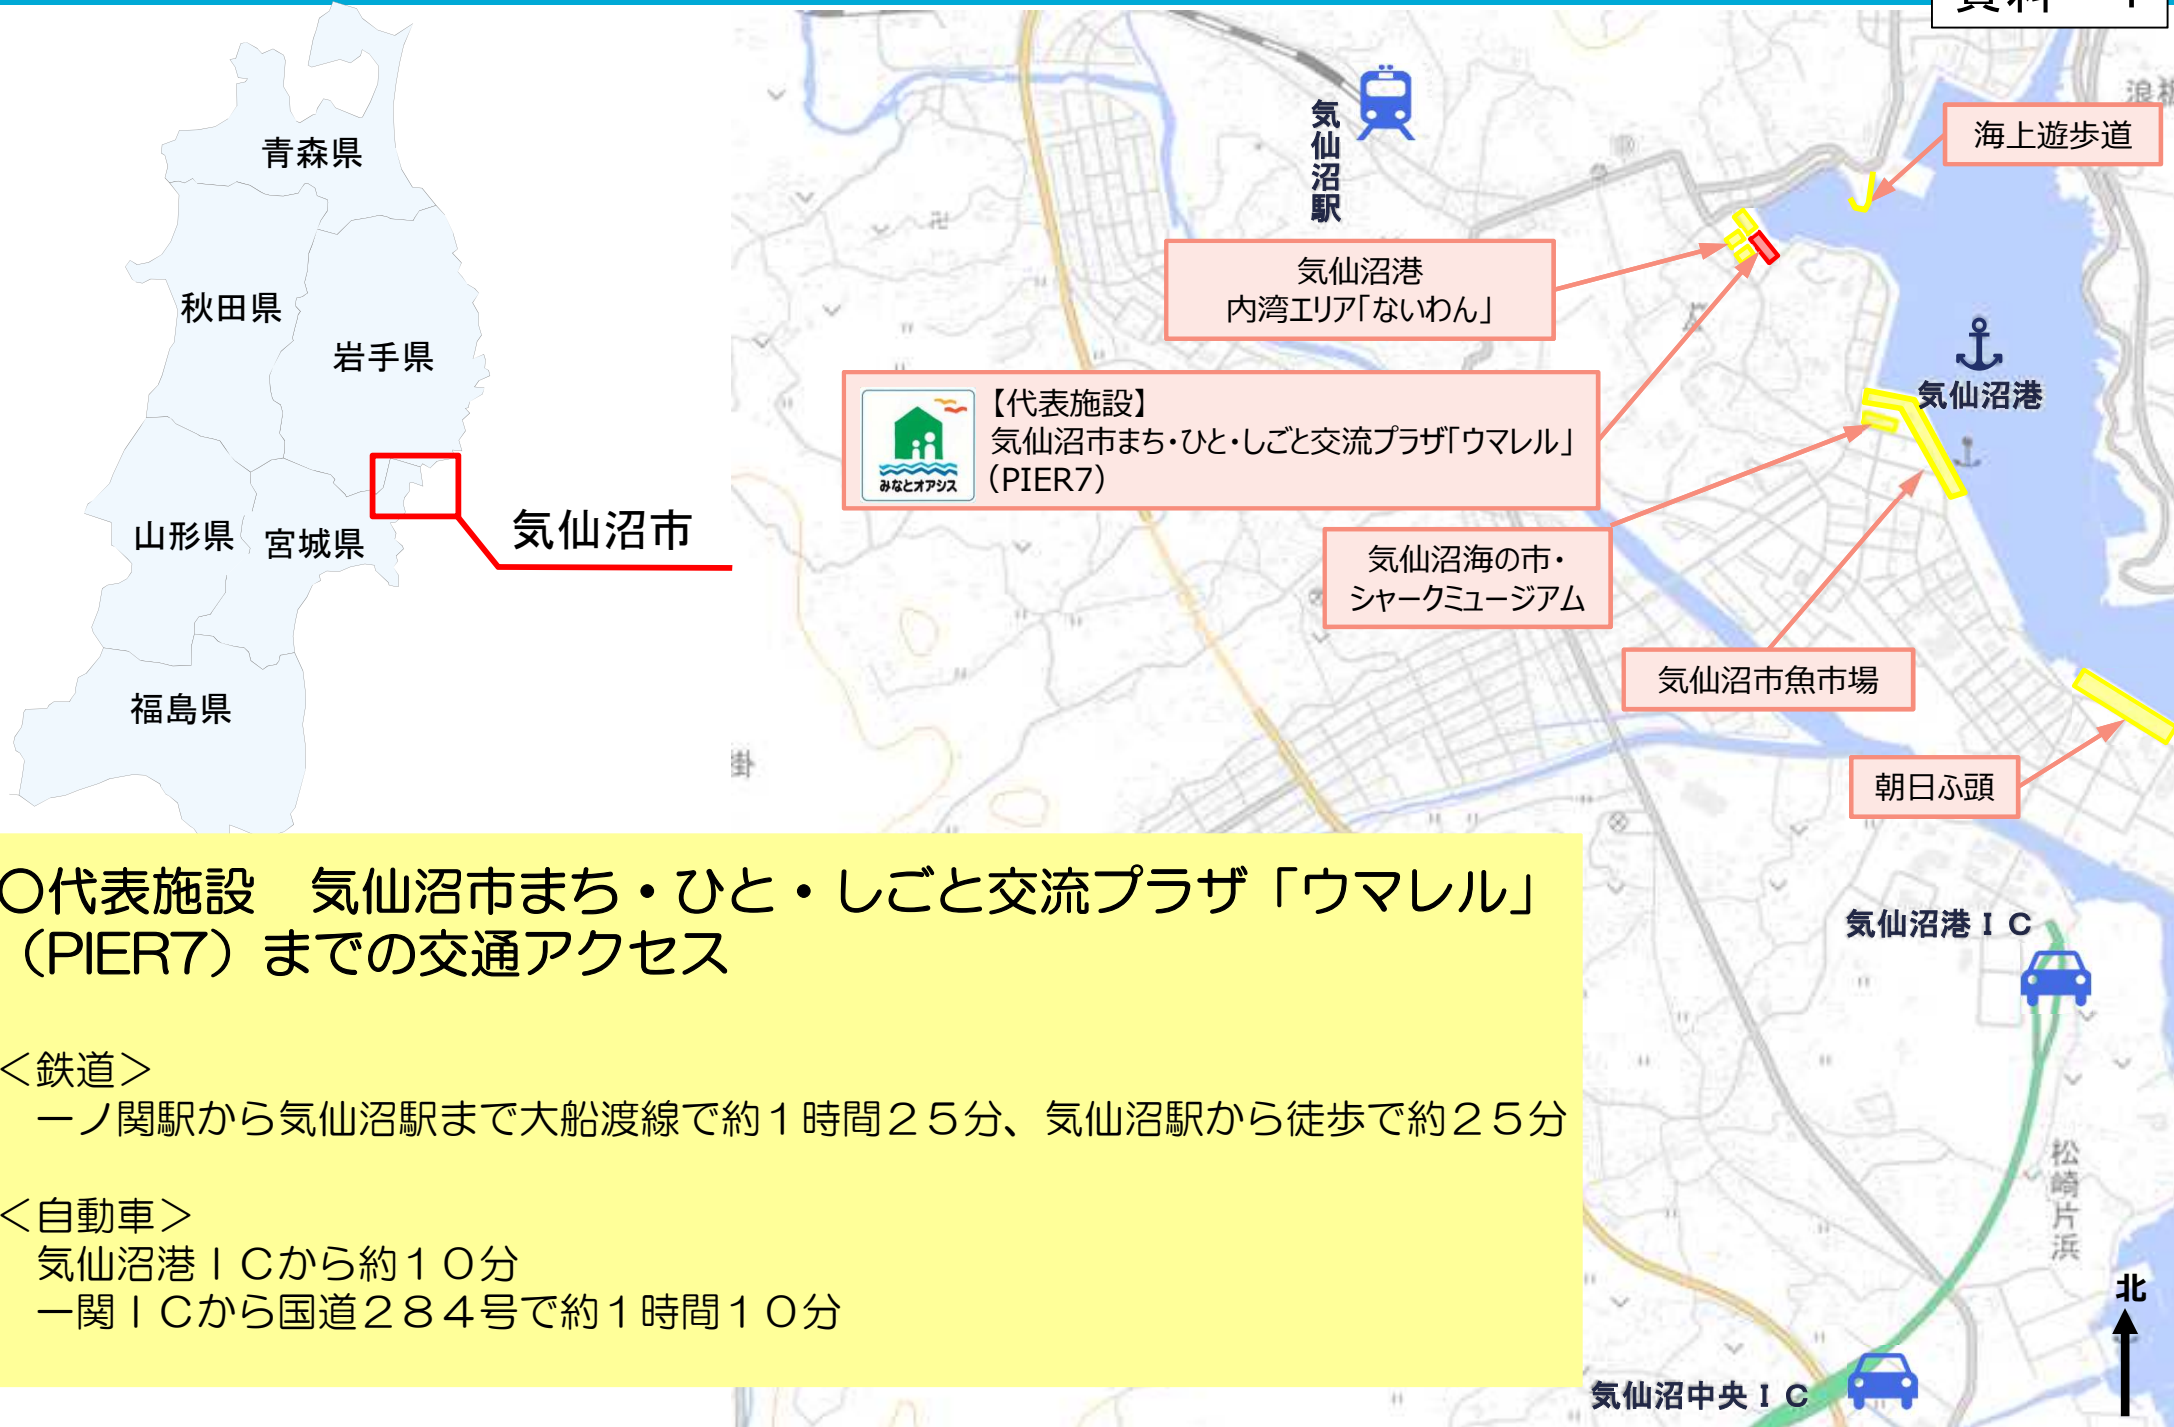 青森県
秋田県
岩手県
山形県
宮城県
福島県
気仙沼市
気仙沼駅
海上遊歩道
気仙沼港
内湾エリア「ないわん」
気仙沼港
みなとオアシス
【代表施設】
気仙沼市まち・ひと・しごと交流プラザ「ウマレル」
（PIER7）
気仙沼海の市・
シャークミュージアム
気仙沼市魚市場
朝日ふ頭
気仙沼港ＩＣ
松崎片浜
北
気仙沼中央ＩＣ
〇代表施設　気仙沼市まち・ひと・しごと交流プラザ「ウマレル」
（PIER7）までの交通アクセス
＜鉄道＞
一ノ関駅から気仙沼駅まで大船渡線で約１時間２５分、気仙沼駅から徒歩で約２５分
＜自動車＞
気仙沼港ＩＣから約１０分
一関ＩＣから国道２８４号で約１時間１０分